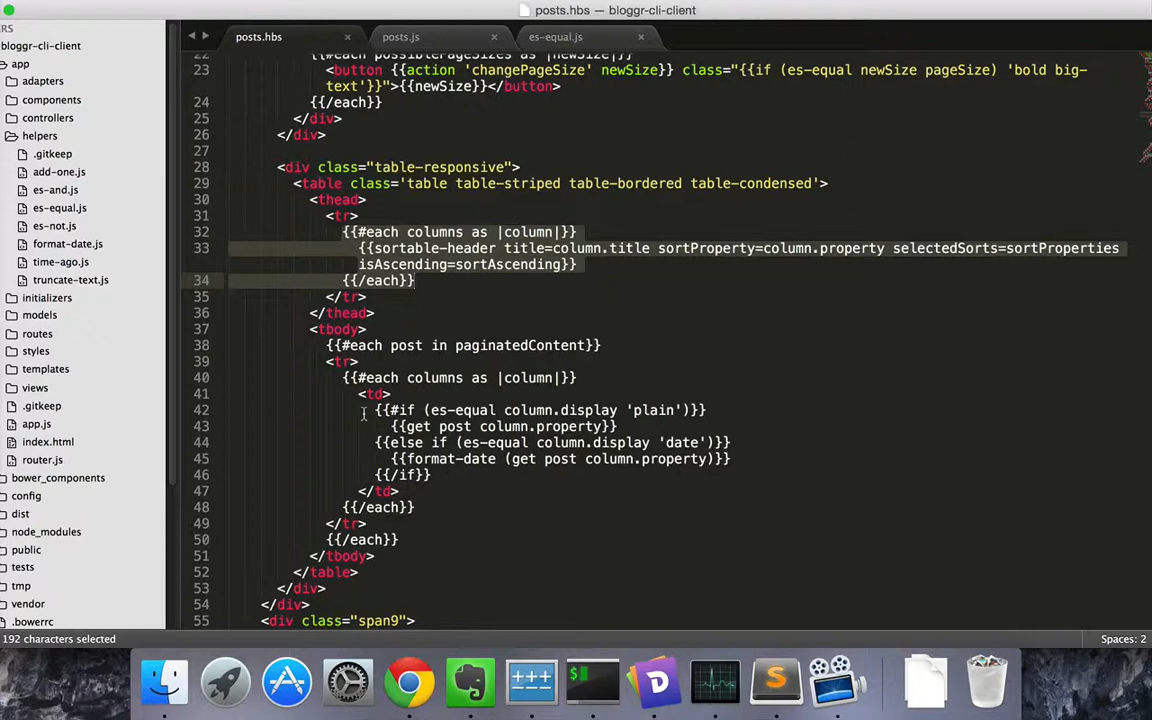 posts.hbs — bloggr-cli-client
ERS
posts.hbs
posts.js
es-equal.js
bloggr-cli-client
app
adapters
components
controllers
helpers
.gitkeep
add-one.js
es-and.js
es-equal.js
es-not.js
format-date.js
time-ago.js
truncate-text.js
initializers
models
routes
styles
templates
views
.gitkeep
app.js
index.html
router.js
bower_components
config
dist
node_modules
public
tests
tmp
vendor
.bowerrc
22 {{#each possiblePageSizes as |newSize|}}
23 <button {{action 'changePageSize' newSize}} class="{{if (es-equal newSize pageSize) 'bold big-
text'}}">{{newSize}}</button>
24 {{/each}}
25 </div>
26 </div>
27
28 <div class="table-responsive">
29 <table class='table table-striped table-bordered table-condensed'>
30 <thead>
31 <tr>
32 {{#each columns as |column|}}
33 {{sortable-header title=column.title sortProperty=column.property selectedSorts=sortProperties
isAscending=sortAscending}}
34 {{/each}}
35 </tr>
36 </thead>
37 <tbody>
38 {{#each post in paginatedContent}}
39 <tr>
40 {{#each columns as |column|}}
41 <td>
42 {{#if (es-equal column.display 'plain')}}
43 {{get post column.property}}
44 {{else if (es-equal column.display 'date')}}
45 {{format-date (get post column.property)}}
46 {{/if}}
47 </td>
48 {{/each}}
49 </tr>
50 {{/each}}
51 </tbody>
52 </table>
53 </div>
54 </div>
55 <div class="span9">
192 characters selected
Spaces: 2